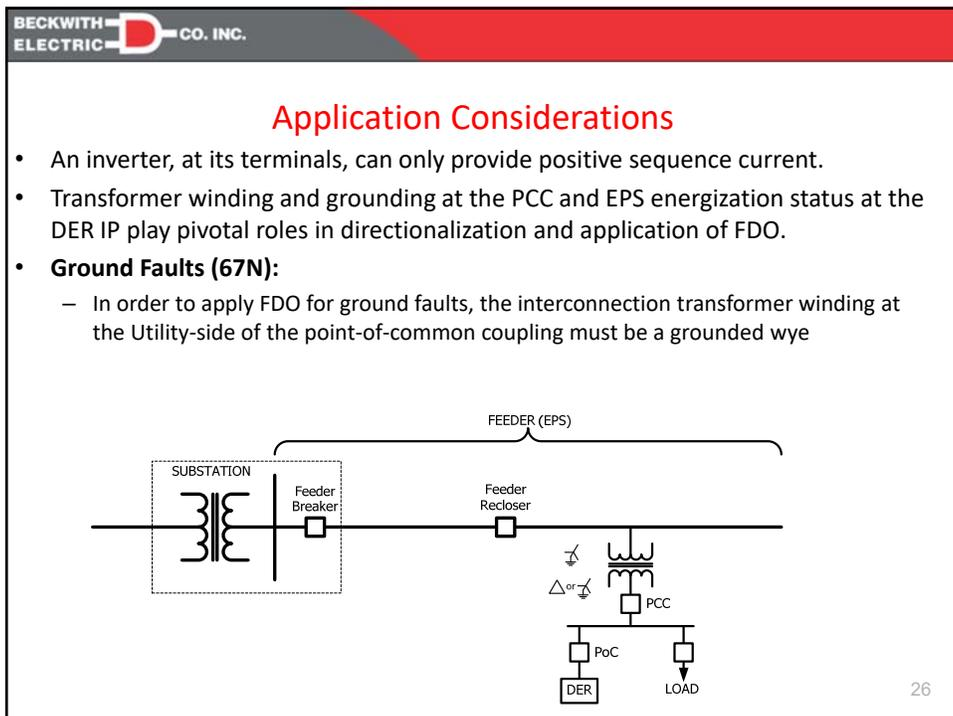 BECKWITH
ELECTRIC CO. INC.
Application Considerations
• An inverter, at its terminals, can only provide positive sequence current.
• Transformer winding and grounding at the PCC and EPS energization status at the
DER IP play pivotal roles in directionalization and application of FDO.
• Ground Faults (67N):
– In order to apply FDO for ground faults, the interconnection transformer winding at
the Utility-side of the point-of-common coupling must be a grounded wye
FEEDER (EPS)
SUBSTATION
Feeder
Breaker
Feeder
Recloser
or
PCC
PoC
DER
LOAD
26